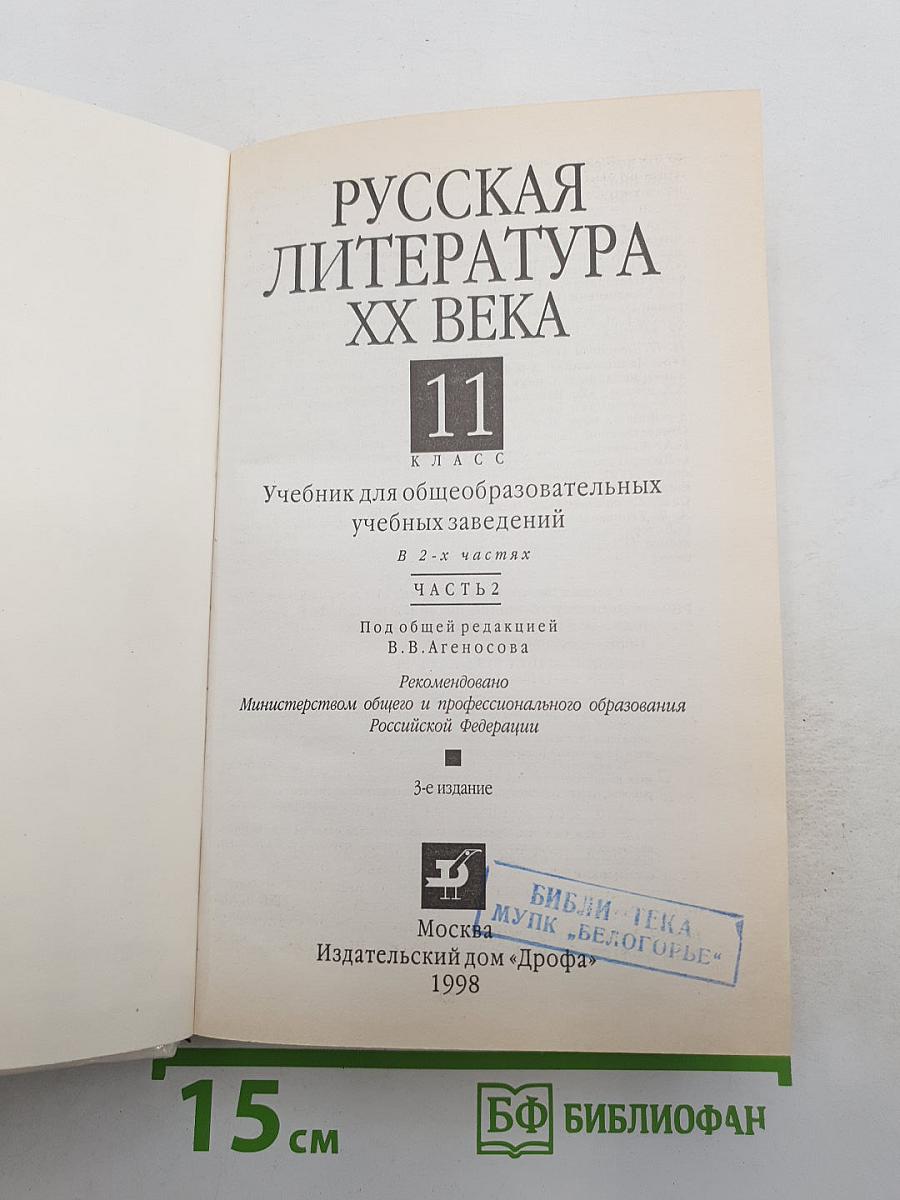 РУССКАЯ
ЛИТЕРАТУРА
XX ВЕКА
11
КЛАСС
Учебник для общеобразовательных
учебных заведений
В 2-х частях
ЧАСТЬ 2
Под общей редакцией
В.В.Агеносова
Рекомендовано
Министерством общего и профессионального образования
Российской Федерации
3-е издание
БИБЛИ ТЕКА
МУПК „БЕЛОГОРЬЕ“
Москва
Издательский дом «Дрофа»
1998
15 см
БФ БИБЛИОФАН